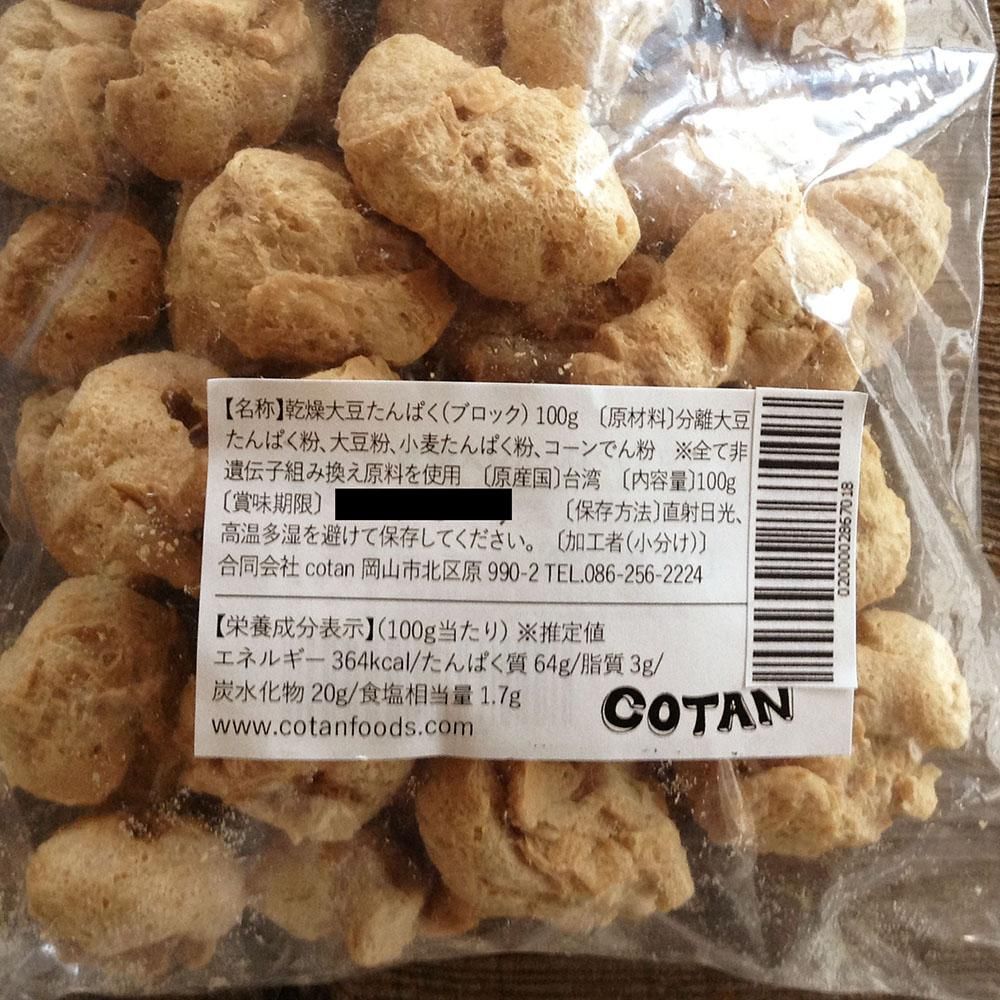 【名称】乾燥大豆たんぱく(ブロック) 100g 〔原材料〕分離大豆
たんぱく粉、大豆粉、小麦たんぱく粉、コーンでん粉 ※全て非
遺伝子組み換え原料を使用 〔原産国〕台湾 〔内容量〕100g
〔賞味期限〕 〔保存方法〕直射日光、
高温多湿を避けて保存してください。 〔加工者(小分け)〕
合同会社 cotan 岡山市北区原 990-2 TEL.086-256-2224
【栄養成分表示】(100g当たり) ※推定値
エネルギー 364kcal/たんぱく質 64g/脂質 3g/
炭水化物 20g/食塩相当量 1.7g
www.cotanfoods.com
COTAN
0200002867018